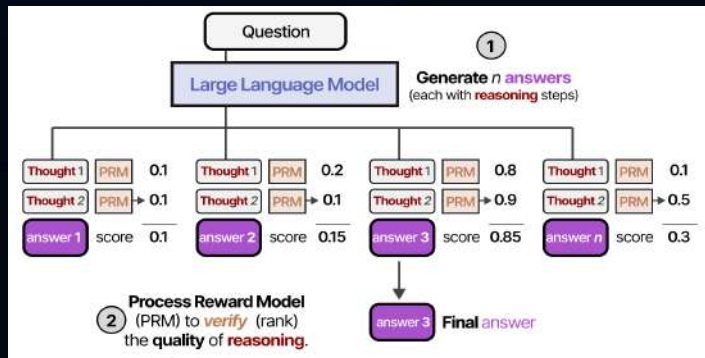 Question
1
Large Language Model
Generate n answers
(each with reasoning steps)
Thought 1 PRM 0.1
Thought 2 PRM 0.1
answer 1 score 0.1
Thought 1 PRM 0.2
Thought 2 PRM 0.1
answer 2 score 0.15
Thought 1 PRM 0.8
Thought 2 PRM 0.9
answer 3 score 0.85
Thought 1 PRM 0.1
Thought 2 PRM 0.5
answer n score 0.3
2
Process Reward Model
(PRM) to verify (rank)
the quality of reasoning.
answer 3 Final answer